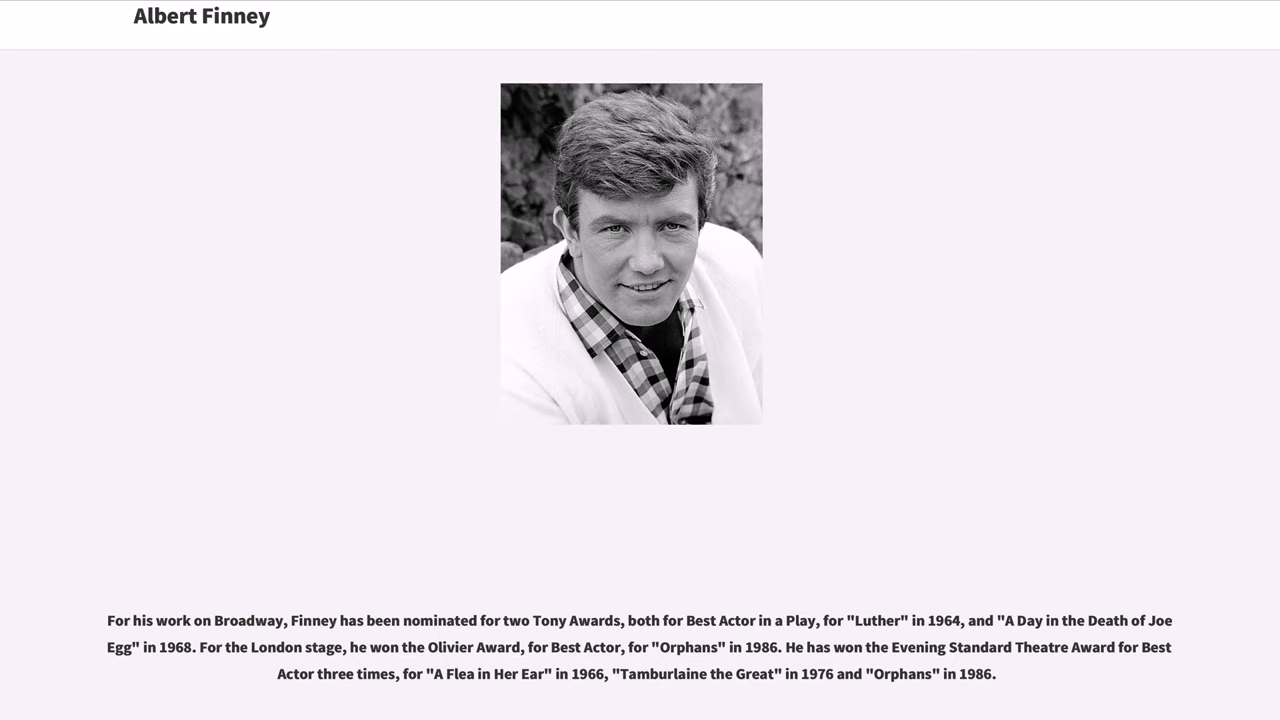 Albert Finney
For his work on Broadway, Finney has been nominated for two Tony Awards, both for Best Actor in a Play, for "Luther" in 1964, and "A Day in the Death of Joe
Egg" in 1968. For the London stage, he won the Olivier Award, for Best Actor, for "Orphans" in 1986. He has won the Evening Standard Theatre Award for Best
Actor three times, for "A Flea in Her Ear" in 1966, "Tamburlaine the Great" in 1976 and "Orphans" in 1986.